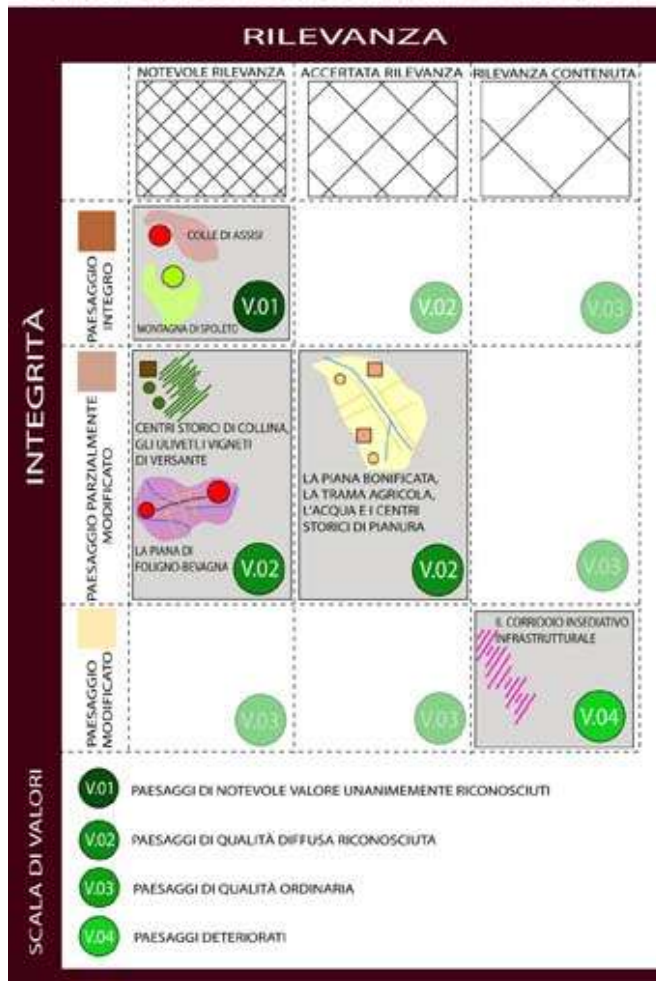 RILEVANZA
NOTEVOLE RILEVANZA
ACCERTATA RILEVANZA
RILEVANZA CONTENUTA
INTEGRITÀ
PAESAGGIO
INTEGRO
COLLE DI ASSISI
MONTAGNA DI SPOLETO
V.01
V.02
V.03
PAESAGGIO PARZIALMENTE
MODIFICATO
CENTRI STORICI DI COLLINA,
GLI ULIVETI, I VIGNETI
DI VERSANTE
LA PIANA DI
FOLIGNO-BEVAGNA
V.02
LA PIANA BONIFICATA,
LA TRAMA AGRICOLA,
L'ACQUA E I CENTRI
STORICI DI PIANURA
V.02
V.03
PAESAGGIO
MODIFICATO
V.03
V.03
IL CORRIDOIO INSEDIATIVO
INFRASTRUTTURALE
V.04
SCALA DI VALORI
V.01 PAESAGGI DI NOTEVOLE VALORE UNANIMEMENTE RICONOSCIUTI
V.02 PAESAGGI DI QUALITÀ DIFFUSA RICONOSCIUTA
V.03 PAESAGGI DI QUALITÀ ORDINARIA
V.04 PAESAGGI DETERIORATI